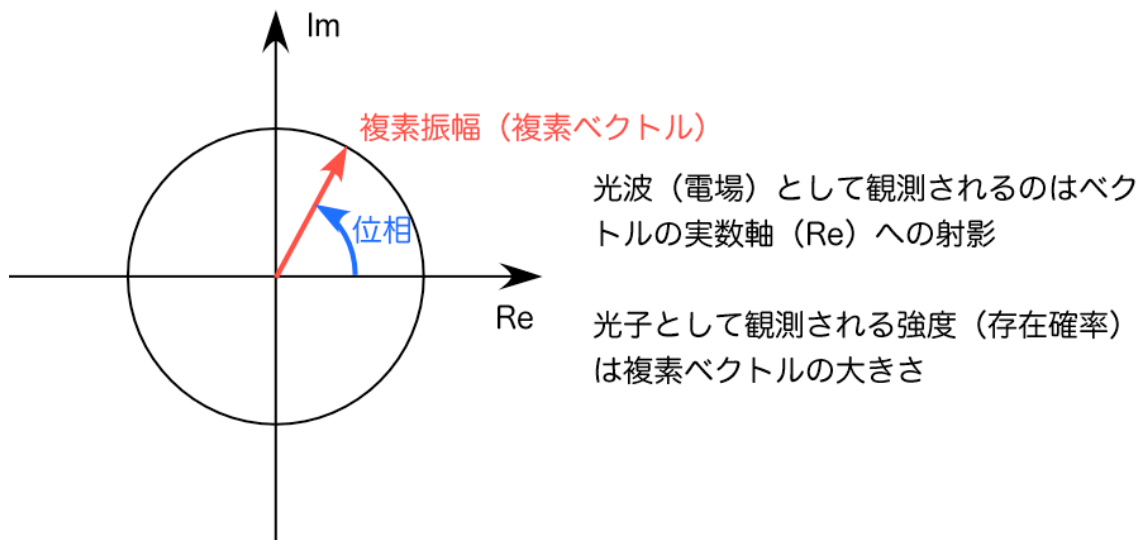 Im
複素振幅（複素ベクトル）
位相
Re
光波（電場）として観測されるのはベク
トルの実数軸（Re）への射影
光子として観測される強度（存在確率）
は複素ベクトルの大きさ